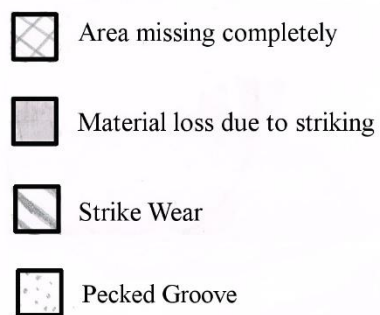 Area missing completely
Material loss due to striking
Strike Wear
Pecked Groove